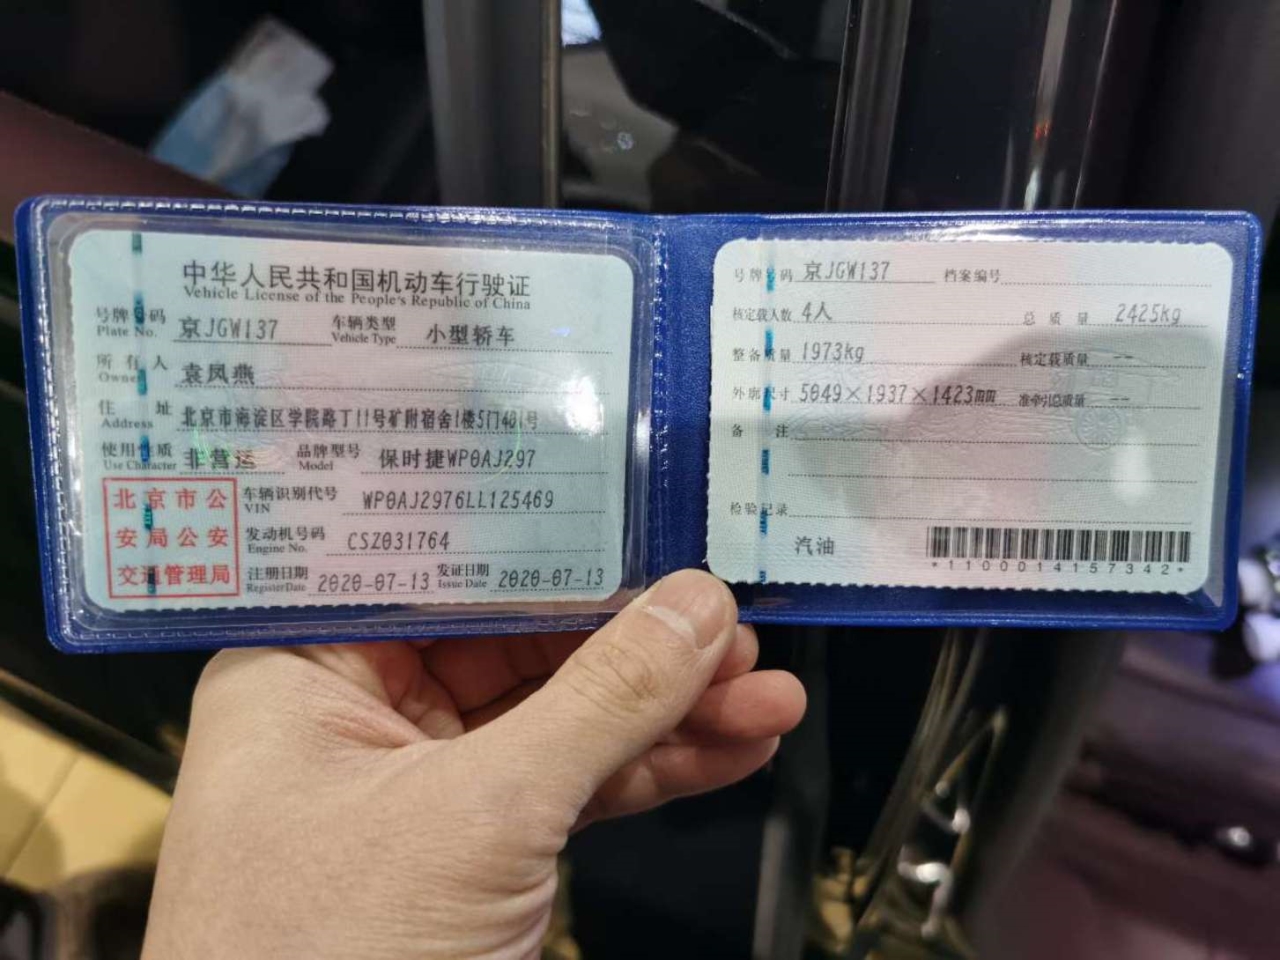 中华人民共和国机动车行驶证
Vehicle License of the People's Republic of China
号牌号码 京JGW137 车辆类型 小型轿车
Plate No. Vehicle Type
所有人 袁凤燕
Owner
住址 北京市海淀区学院路丁11号矿附宿舍1楼5门401号
Address
使用性质 非营运 品牌型号 保时捷WP0AJ297
Use Character Model
北京市公
安局公安
交通管理局
车辆识别代号 WP0AJ2976LL125469
VIN
发动机号码 CSZ031764
Engine No.
注册日期 2020-07-13 发证日期 2020-07-13
Register Date Issue Date
号牌号码 京JGW137 档案编号
核定载人数 4人 总质量 2425kg
整备质量 1973kg 核定载质量 --
外廓尺寸 5049×1937×1423mm 准牵引总质量 --
备注
检验记录
汽油
*1100014157342*